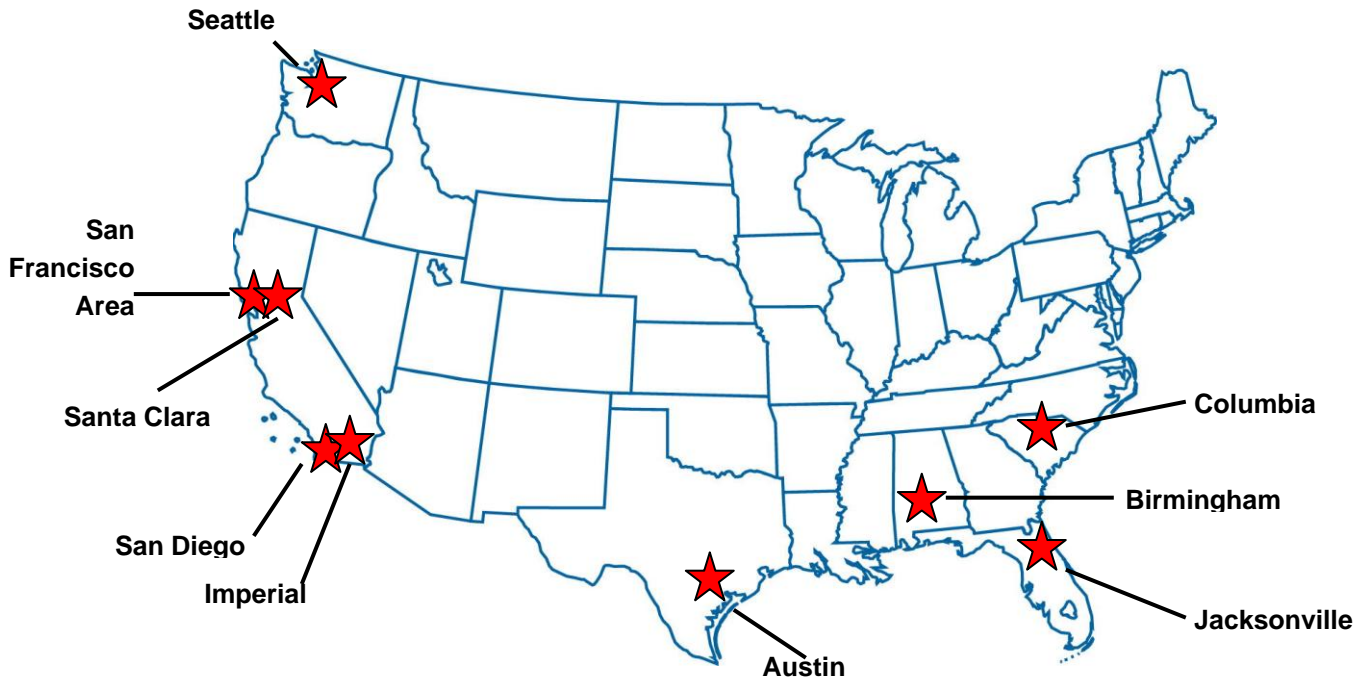 Seattle
San
Francisco
Area
Santa Clara
San Diego
Imperial
Austin
Columbia
Birmingham
Jacksonville